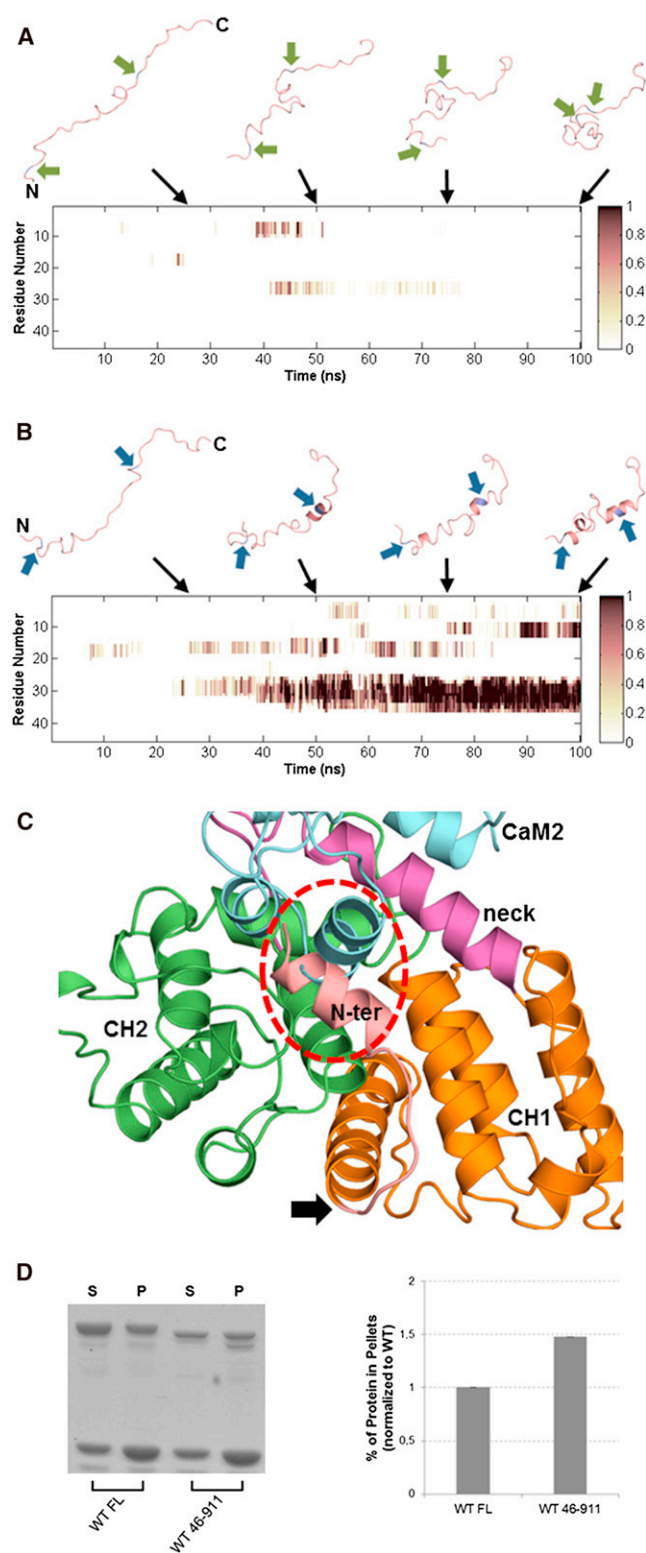 A
C
N
Residue Number
10
20
30
40
10 20 30 40 50 60 70 80 90 100
Time (ns)
1
0.8
0.6
0.4
0.2
0
B
C
N
Residue Number
10
20
30
40
10 20 30 40 50 60 70 80 90 100
Time (ns)
1
0.8
0.6
0.4
0.2
0
C
CaM2
neck
N-ter
CH2
CH1
D
S P S P
WT FL
WT 46-911
% of Protein in Pellets
(normalized to WT)
2
1.5
1
0.5
0
WT FL WT 46-911